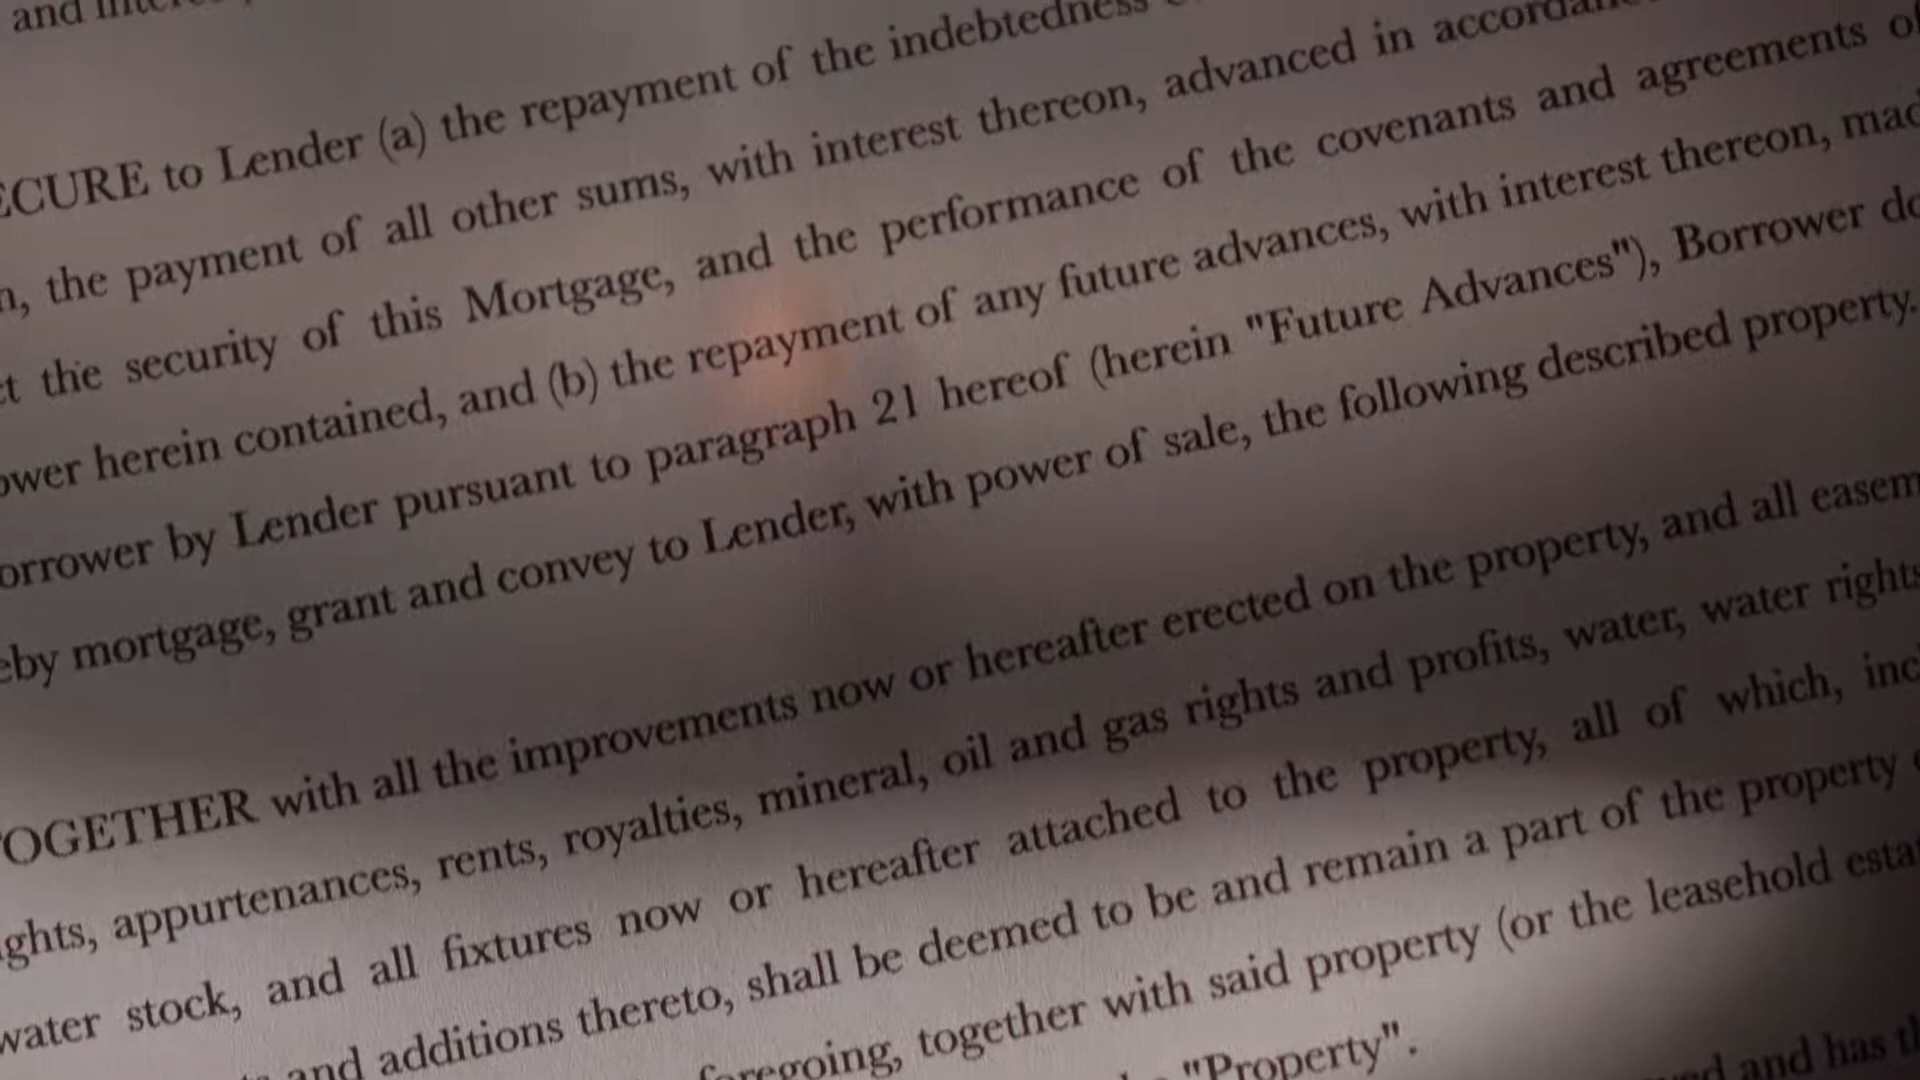 and
ECURE to Lender (a) the repayment of the indebtedness
n, the payment of all other sums, with interest thereon, advanced in
ct the security of this Mortgage, and the performance of the covenants and agreements of
ower herein contained, and (b) the repayment of any future advances, with interest thereon, mad
orrower by Lender pursuant to paragraph 21 hereof (herein "Future Advances"), Borrower do
eby mortgage, grant and convey to Lender, with power of sale, the following described property.
OGETHER with all the improvements now or hereafter erected on the property, and all easem
ghts, appurtenances, rents, royalties, mineral, oil and gas rights and profits, water, water rights
water stock, and all fixtures now or hereafter attached to the property, all of which, inc
and additions thereto, shall be deemed to be and remain a part of the property
foregoing, together with said property (or the leasehold esta
"Property".
and has th